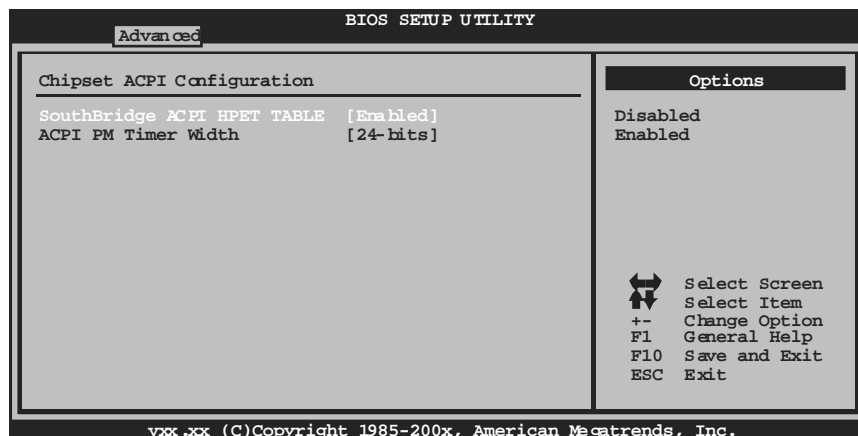 BIOS SETUP UTILITY
Advanced
Chipset ACPI Configuration
SouthBridge ACPI HPET TABLE [Enabled]
ACPI PM Timer Width [24-bits]
Options
Disabled
Enabled
Select Screen
Select Item
+- Change Option
F1 General Help
F10 Save and Exit
ESC Exit
vxx.xx (C)Copyright 1985-200x, American Megatrends, Inc.